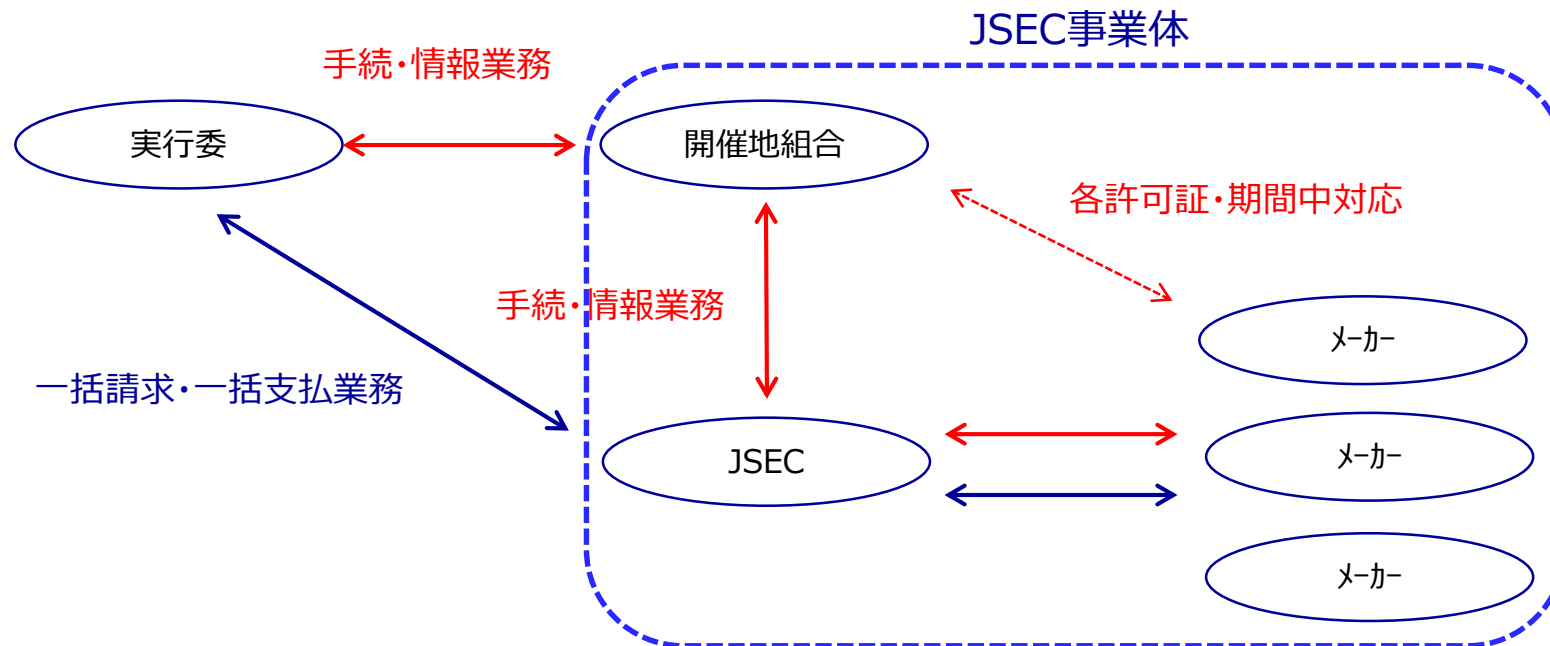 JSEC事業体
手続・情報業務
実行委
開催地組合
各許可証・期間中対応
手続・情報業務
ﾒｰｶｰ
一括請求・一括支払業務
JSEC
ﾒｰｶｰ
ﾒｰｶｰ